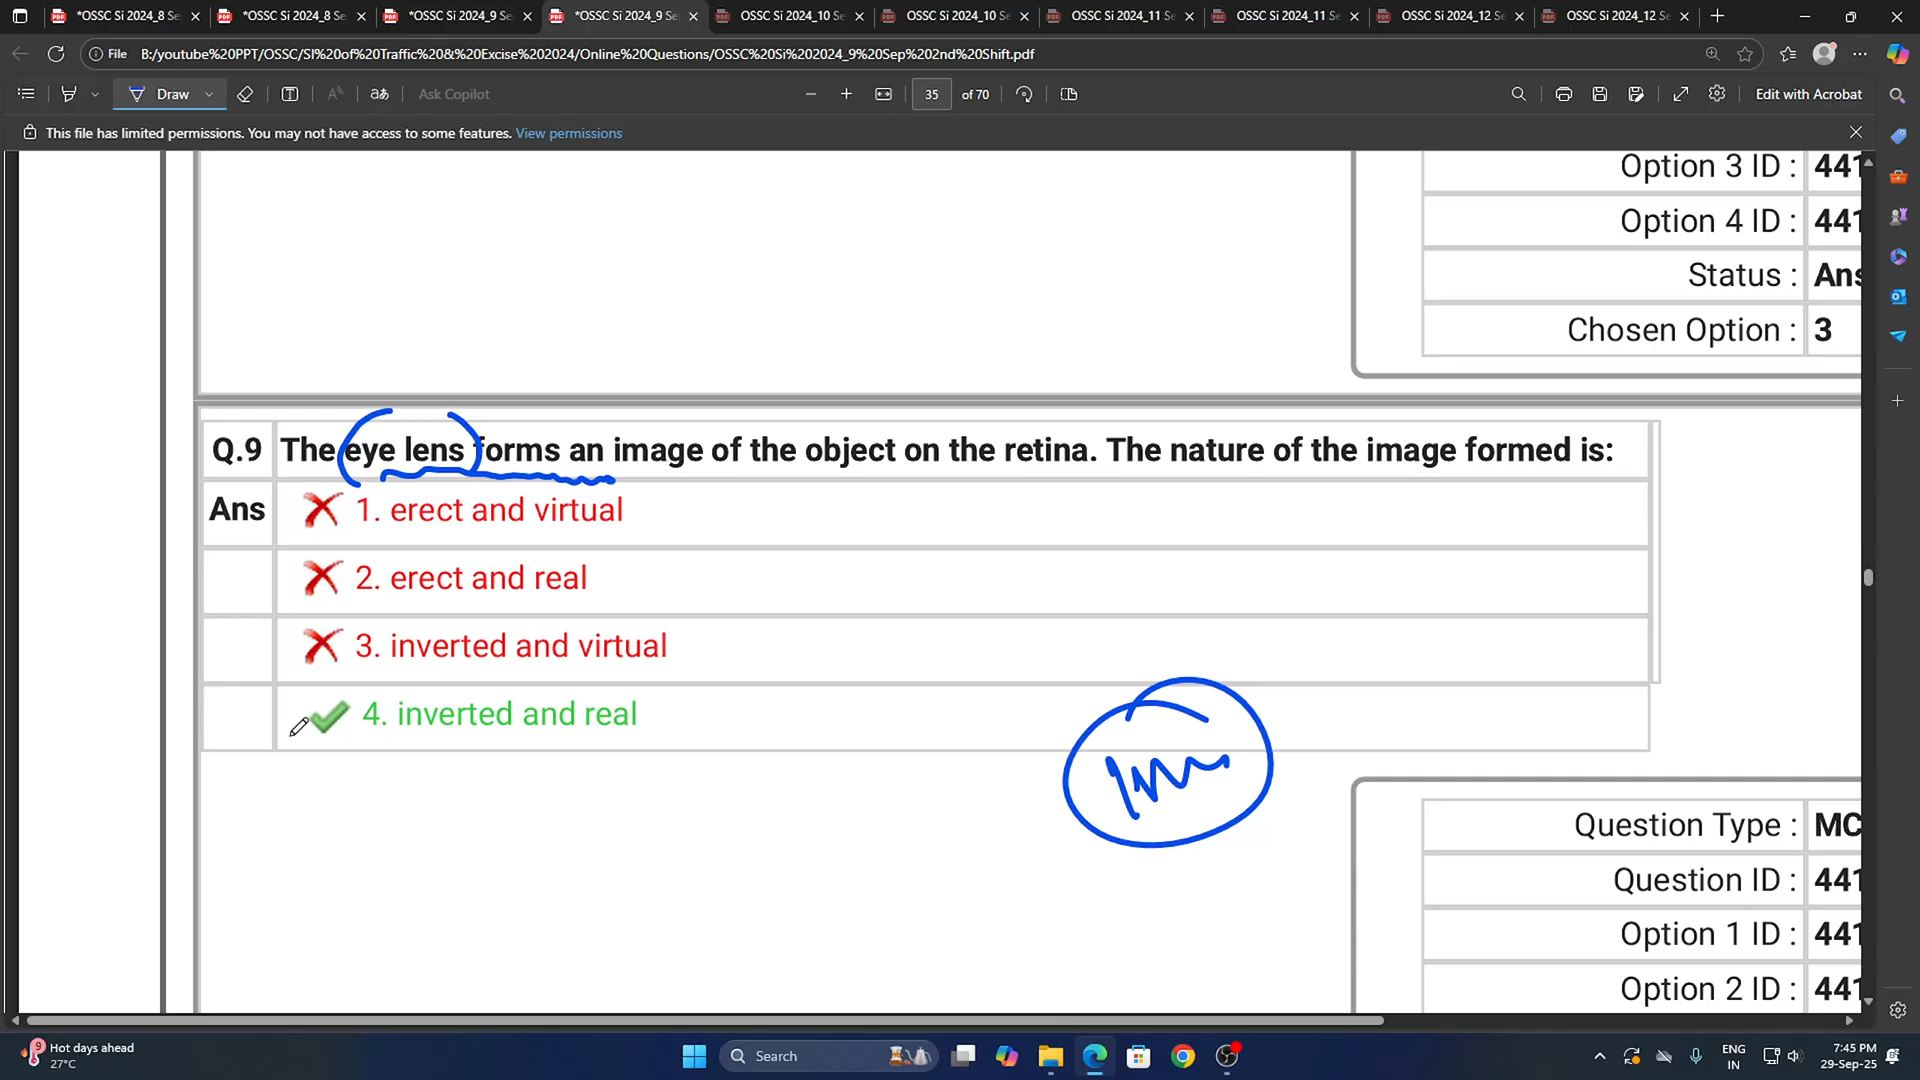 *OSSC Si 2024_8 Se
*OSSC Si 2024_8 Se
*OSSC Si 2024_9 Se
*OSSC Si 2024_9 Se
OSSC Si 2024_10 Se
OSSC Si 2024_10 Se
OSSC Si 2024_11 Se
OSSC Si 2024_11 Se
OSSC Si 2024_12 Se
OSSC Si 2024_12 Se
File B:/youtube%20PPT/OSSC/SI%20of%20Traffic%20&t%20Excise%202024/Online%20Questions/OSSC%20Si%202024_9%20Sep%202nd%20Shift.pdf
Draw
Ask Copilot
35 of 70
Edit with Acrobat
This file has limited permissions. You may not have access to some features. View permissions
Option 3 ID : 441
Option 4 ID : 441
Status : Ans
Chosen Option : 3
Q.9 The eye lens forms an image of the object on the retina. The nature of the image formed is:
Ans 1. erect and virtual
2. erect and real
3. inverted and virtual
4. inverted and real
Question Type : MC
Question ID : 441
Option 1 ID : 441
Option 2 ID : 441
9 Hot days ahead
27°C
Search
ENG
IN
7:45 PM
29-Sep-25